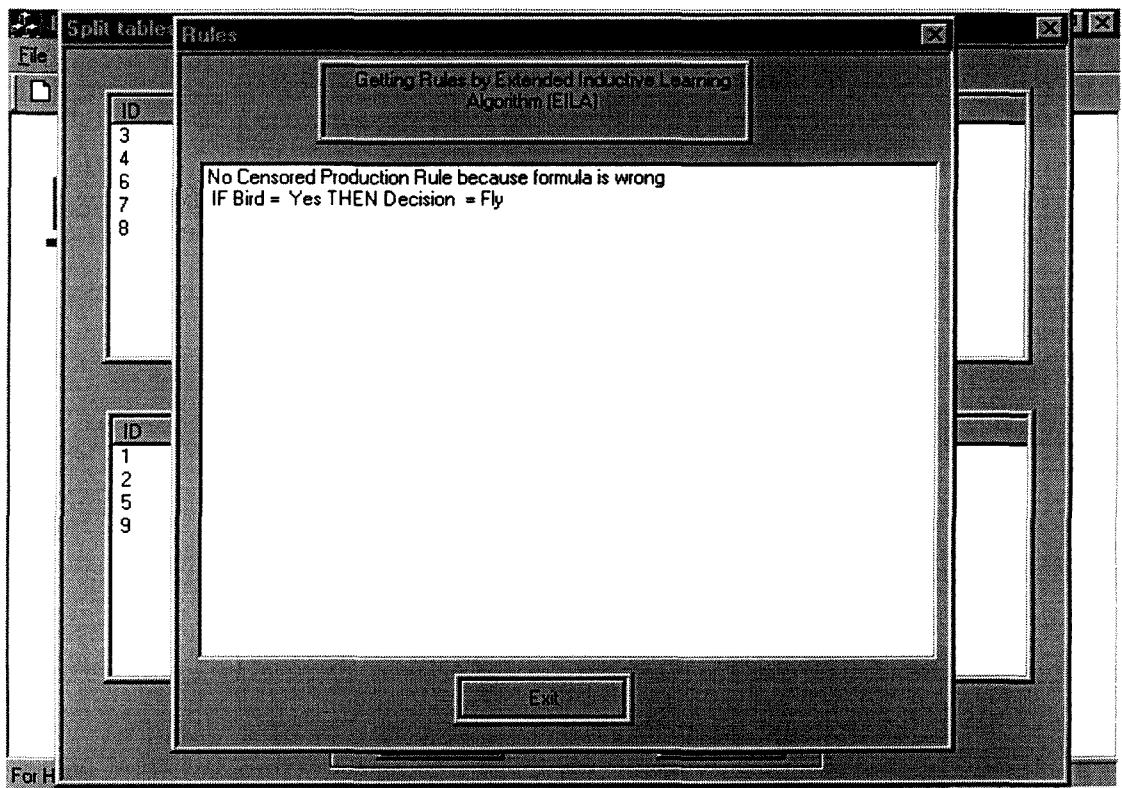 Split tables
Rules
File
Getting Rules by Extended Inductive Learning
Algorithm (EILA)
ID
3
4
6
7
8
No Censored Production Rule because formula is wrong
IF Bird = Yes THEN Decision = Fly
ID
1
2
5
9
Exit
For H